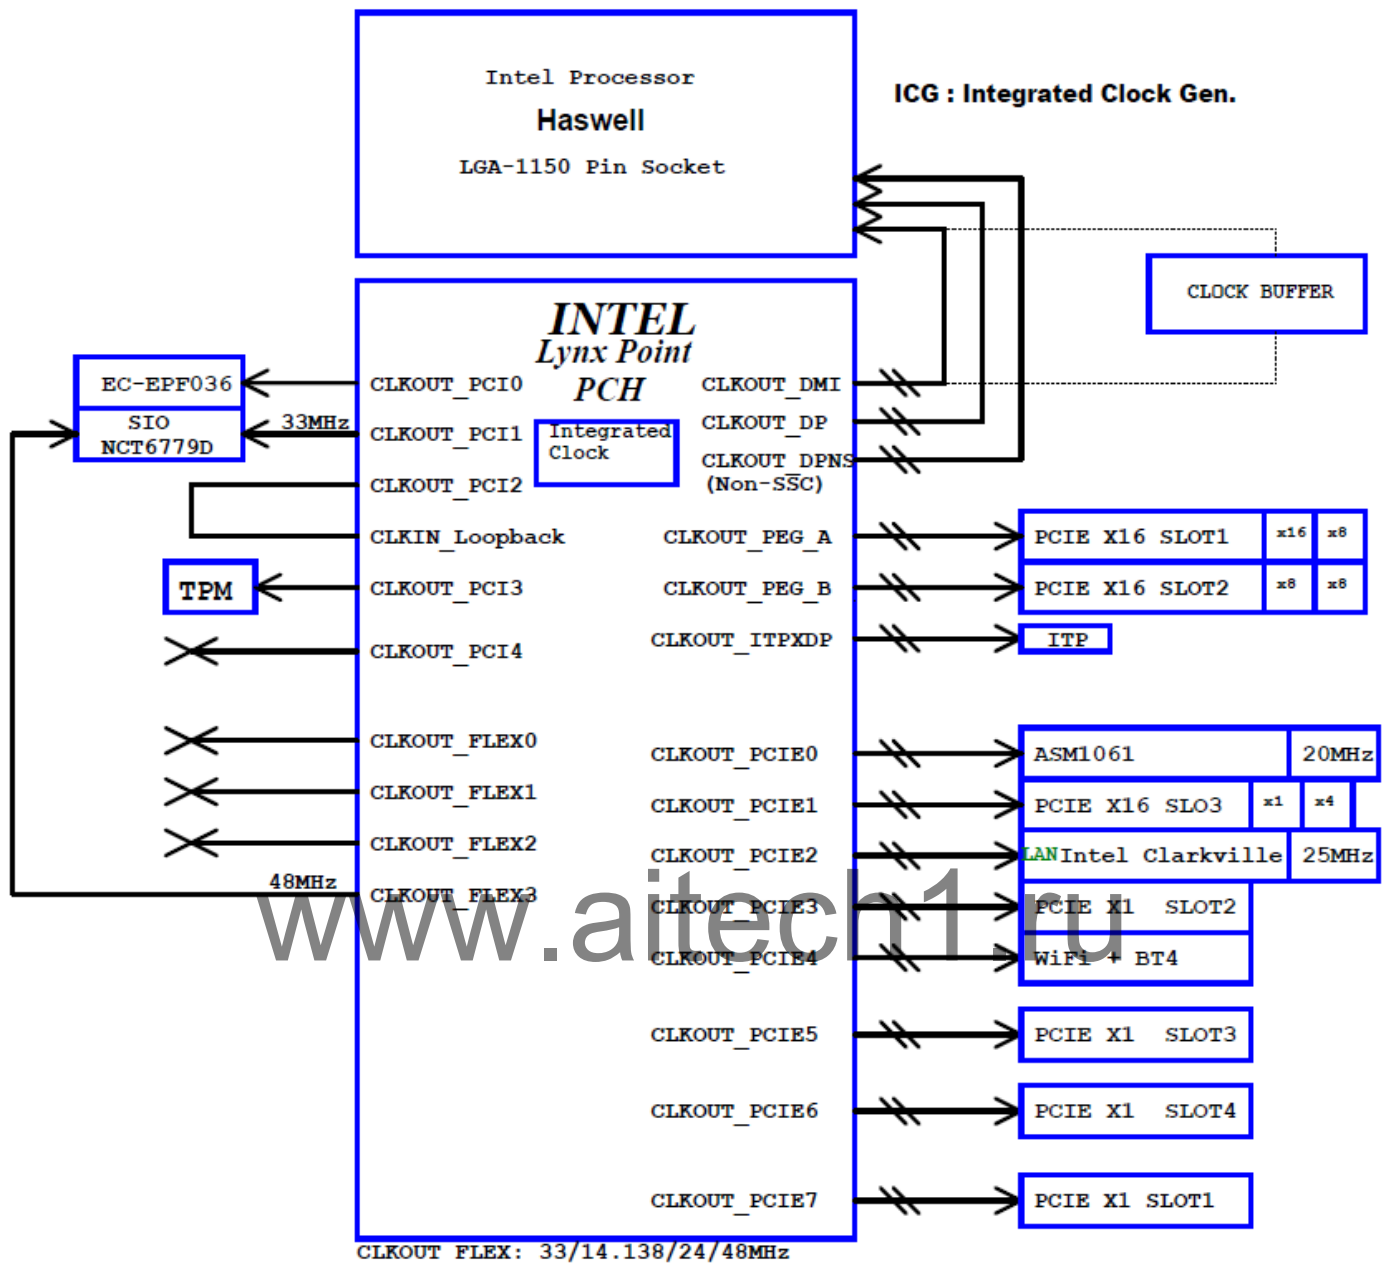 Intel Processor
Haswell
LGA-1150 Pin Socket
ICG : Integrated Clock Gen.
CLOCK BUFFER
INTEL
Lynx Point
PCH
Integrated
Clock
EC-EPF036
SIO
NCT6779D
33MHz
TPM
48MHz
CLKOUT_PCI0
CLKOUT_PCI1
CLKOUT_PCI2
CLKIN_Loopback
CLKOUT_PCI3
CLKOUT_PCI4
CLKOUT_FLEX0
CLKOUT_FLEX1
CLKOUT_FLEX2
CLKOUT_FLEX3
CLKOUT_DMI
CLKOUT_DP
CLKOUT_DPNS
(Non-SSC)
CLKOUT_PEG_A
CLKOUT_PEG_B
CLKOUT_ITPXDP
CLKOUT_PCIE0
CLKOUT_PCIE1
CLKOUT_PCIE2
CLKOUT_PCIE3
CLKOUT_PCIE4
CLKOUT_PCIE5
CLKOUT_PCIE6
CLKOUT_PCIE7
PCIE X16 SLOT1 x16 x8
PCIE X16 SLOT2 x8 x8
ITP
ASM1061 20MHz
PCIE X16 SLO3 x1 x4
LAN Intel Clarkville 25MHz
PCIE X1 SLOT2
WiFi + BT4
PCIE X1 SLOT3
PCIE X1 SLOT4
PCIE X1 SLOT1
www.aitech1.ru
CLKOUT FLEX: 33/14.138/24/48MHz